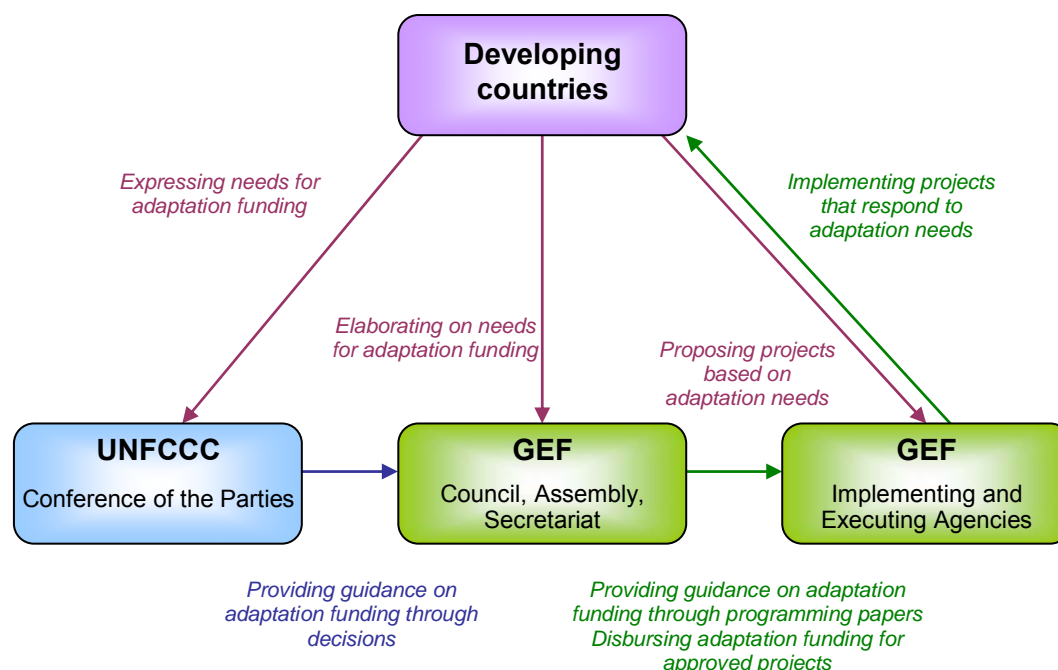 Developing
countries
Expressing needs for
adaptation funding
Implementing projects
that respond to
adaptation needs
Elaborating on needs
for adaptation funding
Proposing projects
based on
adaptation needs
UNFCCC
Conference of the Parties
GEF
Council, Assembly,
Secretariat
GEF
Implementing and
Executing Agencies
Providing guidance on
adaptation funding through
decisions
Providing guidance on adaptation
funding through programming papers
Disbursing adaptation funding for
approved projects